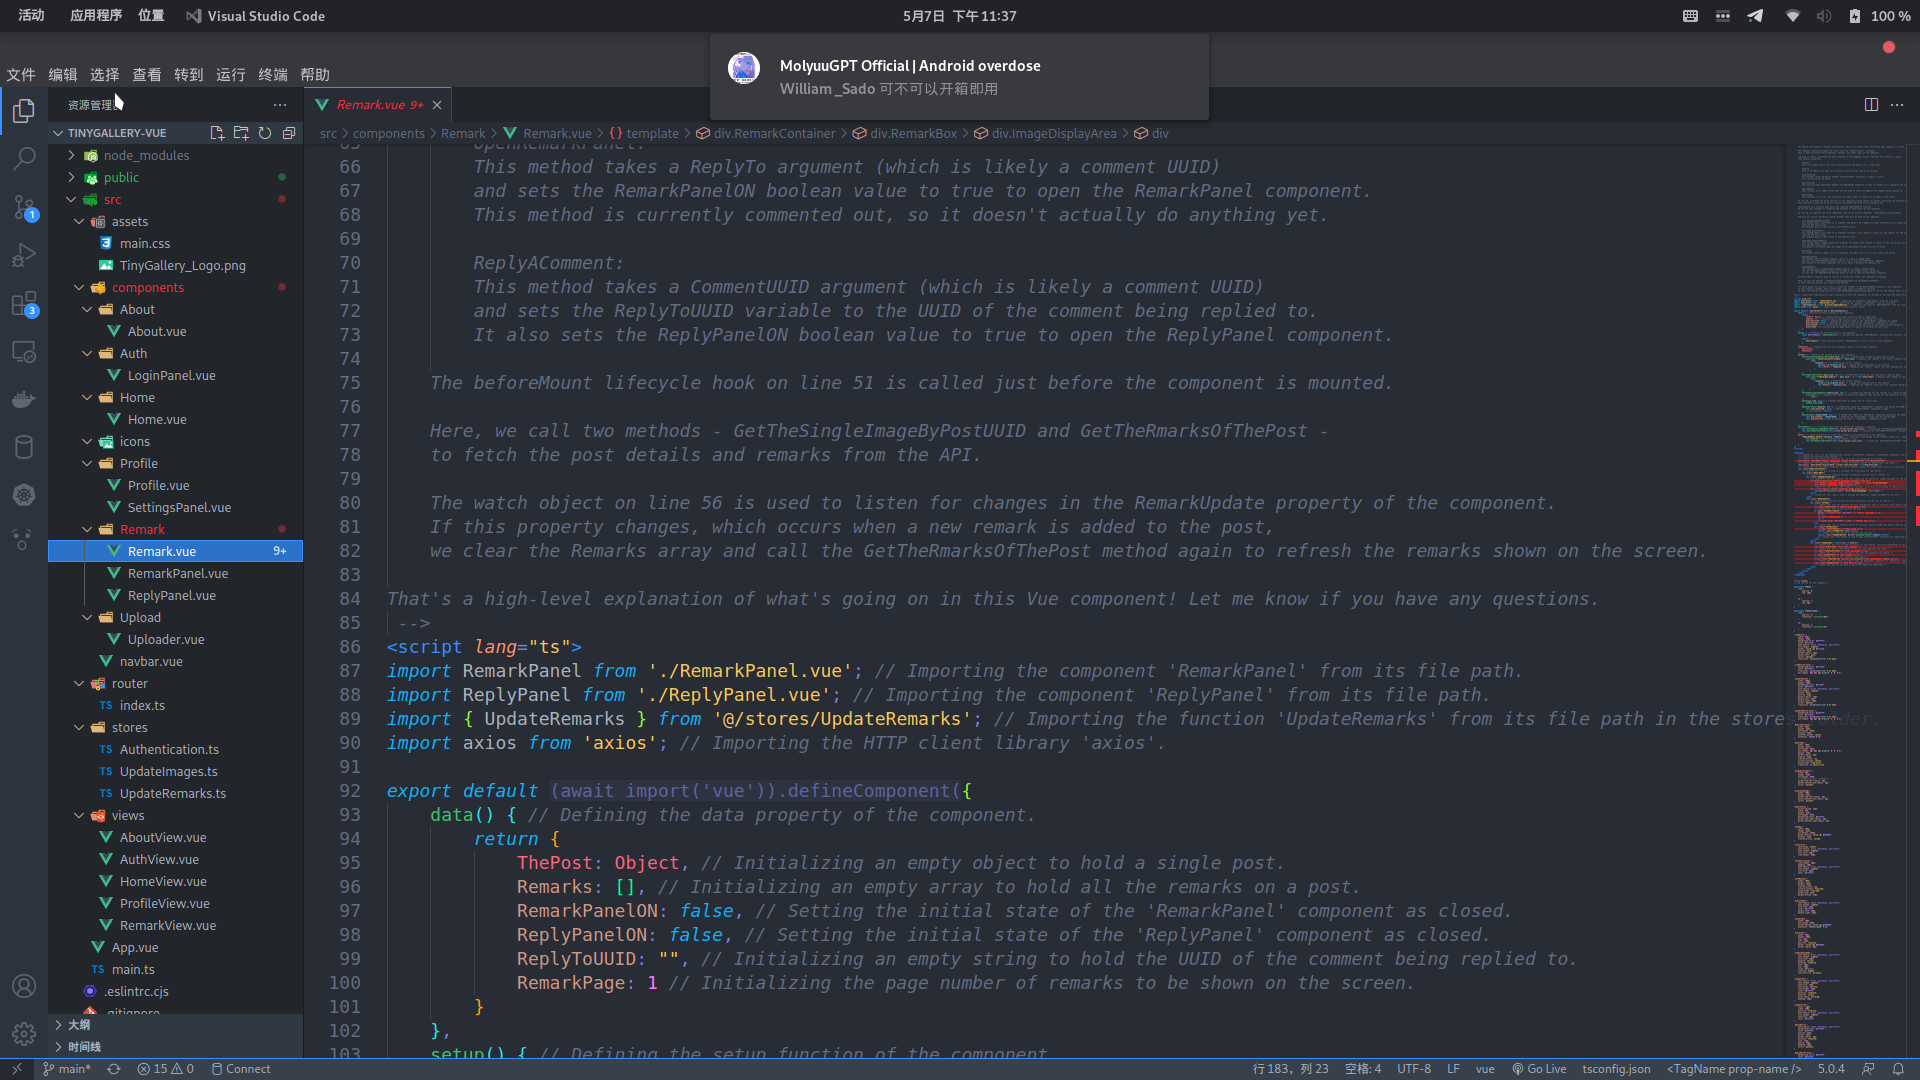 活动 应用程序 位置 Visual Studio Code 5月7日 下午 11:37 100 %
MolyuuGPT Official | Android overdose
William _Sado 可不可以开箱即用
文件 编辑 选择 查看 转到 运行 终端 帮助
资源管理
Remark.vue 9+
TINYGALLERY-VUE
src > components > Remark > Remark.vue > {} template > div.RemarkContainer > div.RemarkBox > div.ImageDisplayArea > div
node_modules
public
src
assets
main.css
TinyGallery_Logo.png
components
About
About.vue
Auth
LoginPanel.vue
Home
Home.vue
icons
Profile
Profile.vue
SettingsPanel.vue
Remark
Remark.vue 9+
RemarkPanel.vue
ReplyPanel.vue
Upload
Uploader.vue
navbar.vue
router
TS index.ts
stores
TS Authentication.ts
TS UpdateImages.ts
TS UpdateRemarks.ts
views
AboutView.vue
AuthView.vue
HomeView.vue
ProfileView.vue
RemarkView.vue
App.vue
TS main.ts
.eslintrc.cjs
.gitignore
大纲
时间线
1
3
65 OpenRemarkPanel:
66 This method takes a ReplyTo argument (which is likely a comment UUID)
67 and sets the RemarkPanelON boolean value to true to open the RemarkPanel component.
68 This method is currently commented out, so it doesn't actually do anything yet.
69
70 ReplyAComment:
71 This method takes a CommentUUID argument (which is likely a comment UUID)
72 and sets the ReplyToUUID variable to the UUID of the comment being replied to.
73 It also sets the ReplyPanelON boolean value to true to open the ReplyPanel component.
74
75 The beforeMount lifecycle hook on line 51 is called just before the component is mounted.
76
77 Here, we call two methods - GetTheSingleImageByPostUUID and GetTheRmarksOfThePost -
78 to fetch the post details and remarks from the API.
79
80 The watch object on line 56 is used to listen for changes in the RemarkUpdate property of the component.
81 If this property changes, which occurs when a new remark is added to the post,
82 we clear the Remarks array and call the GetTheRmarksOfThePost method again to refresh the remarks shown on the screen.
83
84 That's a high-level explanation of what's going on in this Vue component! Let me know if you have any questions.
85 -->
86 <script lang="ts">
87 import RemarkPanel from './RemarkPanel.vue'; // Importing the component 'RemarkPanel' from its file path.
88 import ReplyPanel from './ReplyPanel.vue'; // Importing the component 'ReplyPanel' from its file path.
89 import { UpdateRemarks } from '@/stores/UpdateRemarks'; // Importing the function 'UpdateRemarks' from its file path in the stores folder.
90 import axios from 'axios'; // Importing the HTTP client library 'axios'.
91
92 export default (await import('vue')).defineComponent({
93 data() { // Defining the data property of the component.
94 return {
95 ThePost: Object, // Initializing an empty object to hold a single post.
96 Remarks: [], // Initializing an empty array to hold all the remarks on a post.
97 RemarkPanelON: false, // Setting the initial state of the 'RemarkPanel' component as closed.
98 ReplyPanelON: false, // Setting the initial state of the 'ReplyPanel' component as closed.
99 ReplyToUUID: "", // Initializing an empty string to hold the UUID of the comment being replied to.
100 RemarkPage: 1 // Initializing the page number of remarks to be shown on the screen.
101 }
102 },
103 setup() { // Defining the setup function of the component
main* 15 0 Connect 行 183, 列 23 空格: 4 UTF-8 LF vue Go Live tsconfig.json <TagName prop-name /> 5.0.4